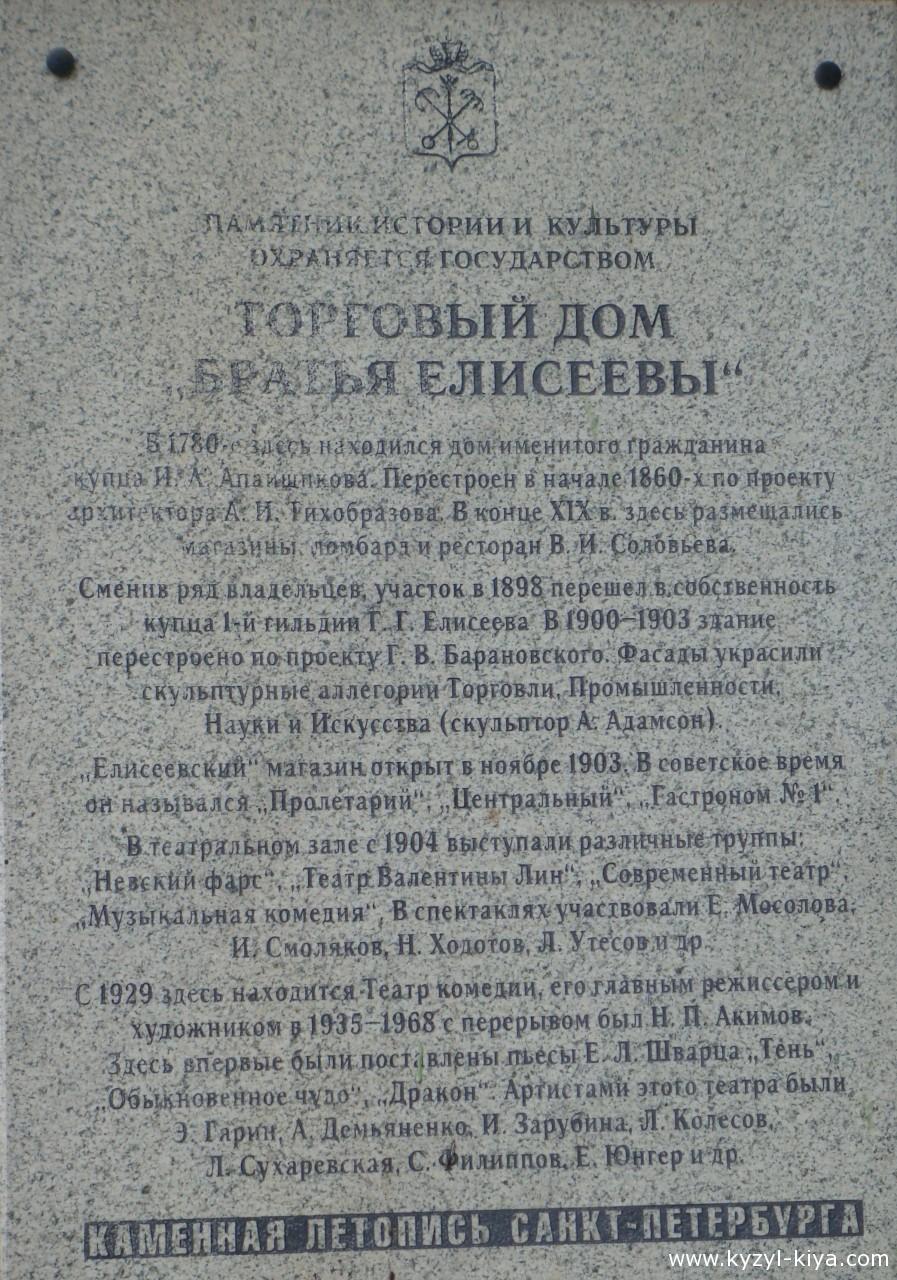 ПАМЯТНИК ИСТОРИИ И КУЛЬТУРЫ
ОХРАНЯЕТСЯ ГОСУДАРСТВОМ
ТОРГОВЫЙ ДОМ
„БРАТЬЯ ЕЛИСЕЕВЫ“
В 1780-е здесь находился дом именитого гражданина
купца И. А. Апайщикова. Перестроен в начале 1860-х по проекту
архитектора А. И. Тихобразова. В конце XIX в. здесь размещались
магазины, ломбард и ресторан В. И. Соловьева.
Сменив ряд владельцев, участок в 1898 перешел в собственность
купца 1-й гильдии Г. Г. Елисеева В 1900–1903 здание
перестроено по проекту Г. В. Барановского. Фасады украсили
скульптурные аллегории Торговли, Промышленности,
Науки и Искусства (скульптор А. Адамсон).
„Елисеевский“ магазин открыт в ноябре 1903. В советское время
он назывался „Пролетарий“, „Центральный“, „Гастроном № 1“.
В театральном зале с 1904 выступали различные труппы:
„Невский фарс“, „Театр Валентины Лин“, „Современный театр“,
„Музыкальная комедия“. В спектаклях участвовали Е. Мосолова,
И. Смоляков, Н. Ходотов, Л. Утесов и др.
С 1929 здесь находится Театр комедии, его главным режиссером и
художником в 1935–1968 с перерывом был Н. П. Акимов.
Здесь впервые были поставлены пьесы Е. Л. Шварца „Тень“,
„Обыкновенное чудо“, „Дракон“. Артистами этого театра были
Э. Гарин, А. Демьяненко, И. Зарубина, Л. Колесов,
Л. Сухаревская, С. Филиппов, Е. Юнгер и др.
КАМЕННАЯ ЛЕТОПИСЬ САНКТ-ПЕТЕРБУРГА
www.kyzyl-kiya.com